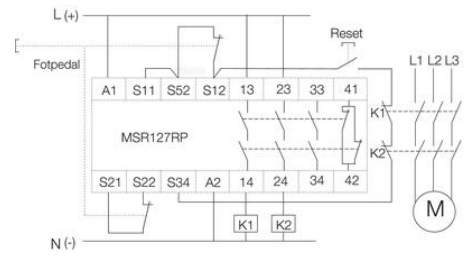 L (+)
Reset
Fotpedal
L1 L2 L3
A1 S11 S52 S12 13 23 33 41
K1
MSR127RP
K2
S21 S22 S34 A2 14 24 34 42
M
K1 K2
N (-)